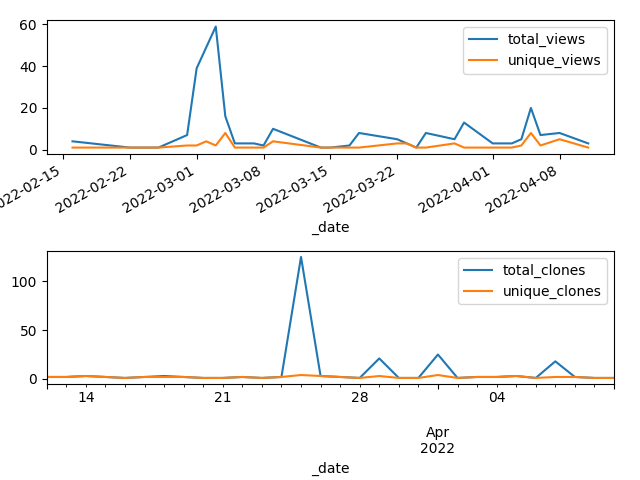 60
40
20
0
total_views
unique_views
2022-02-15
2022-02-22
2022-03-01
2022-03-08
2022-03-15
2022-03-22
2022-04-01
2022-04-08
_date
100
50
0
total_clones
unique_clones
14
21
28
04
Apr
2022
_date